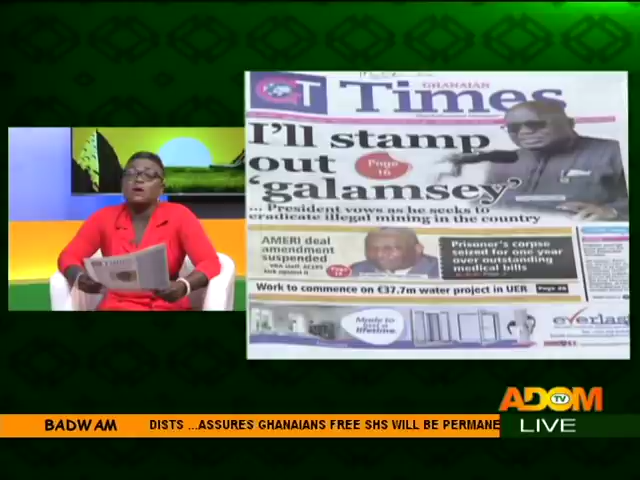 GT
GHANAIAN
Times
I'll stamp
out
'galamsey'
Page
16
... President vows as he seeks to
eradicate illegal mining in the country
AMERI deal
amendment
suspended
Prisoner's corpse
seized for one year
over outstanding
medical bills
Work to commence on €37.7m water project in UER
Made to
last a
lifetime.
everlas
ADOM
TV
LIVE
BADWAM
DISTS ...ASSURES GHANAIANS FREE SHS WILL BE PERMANE